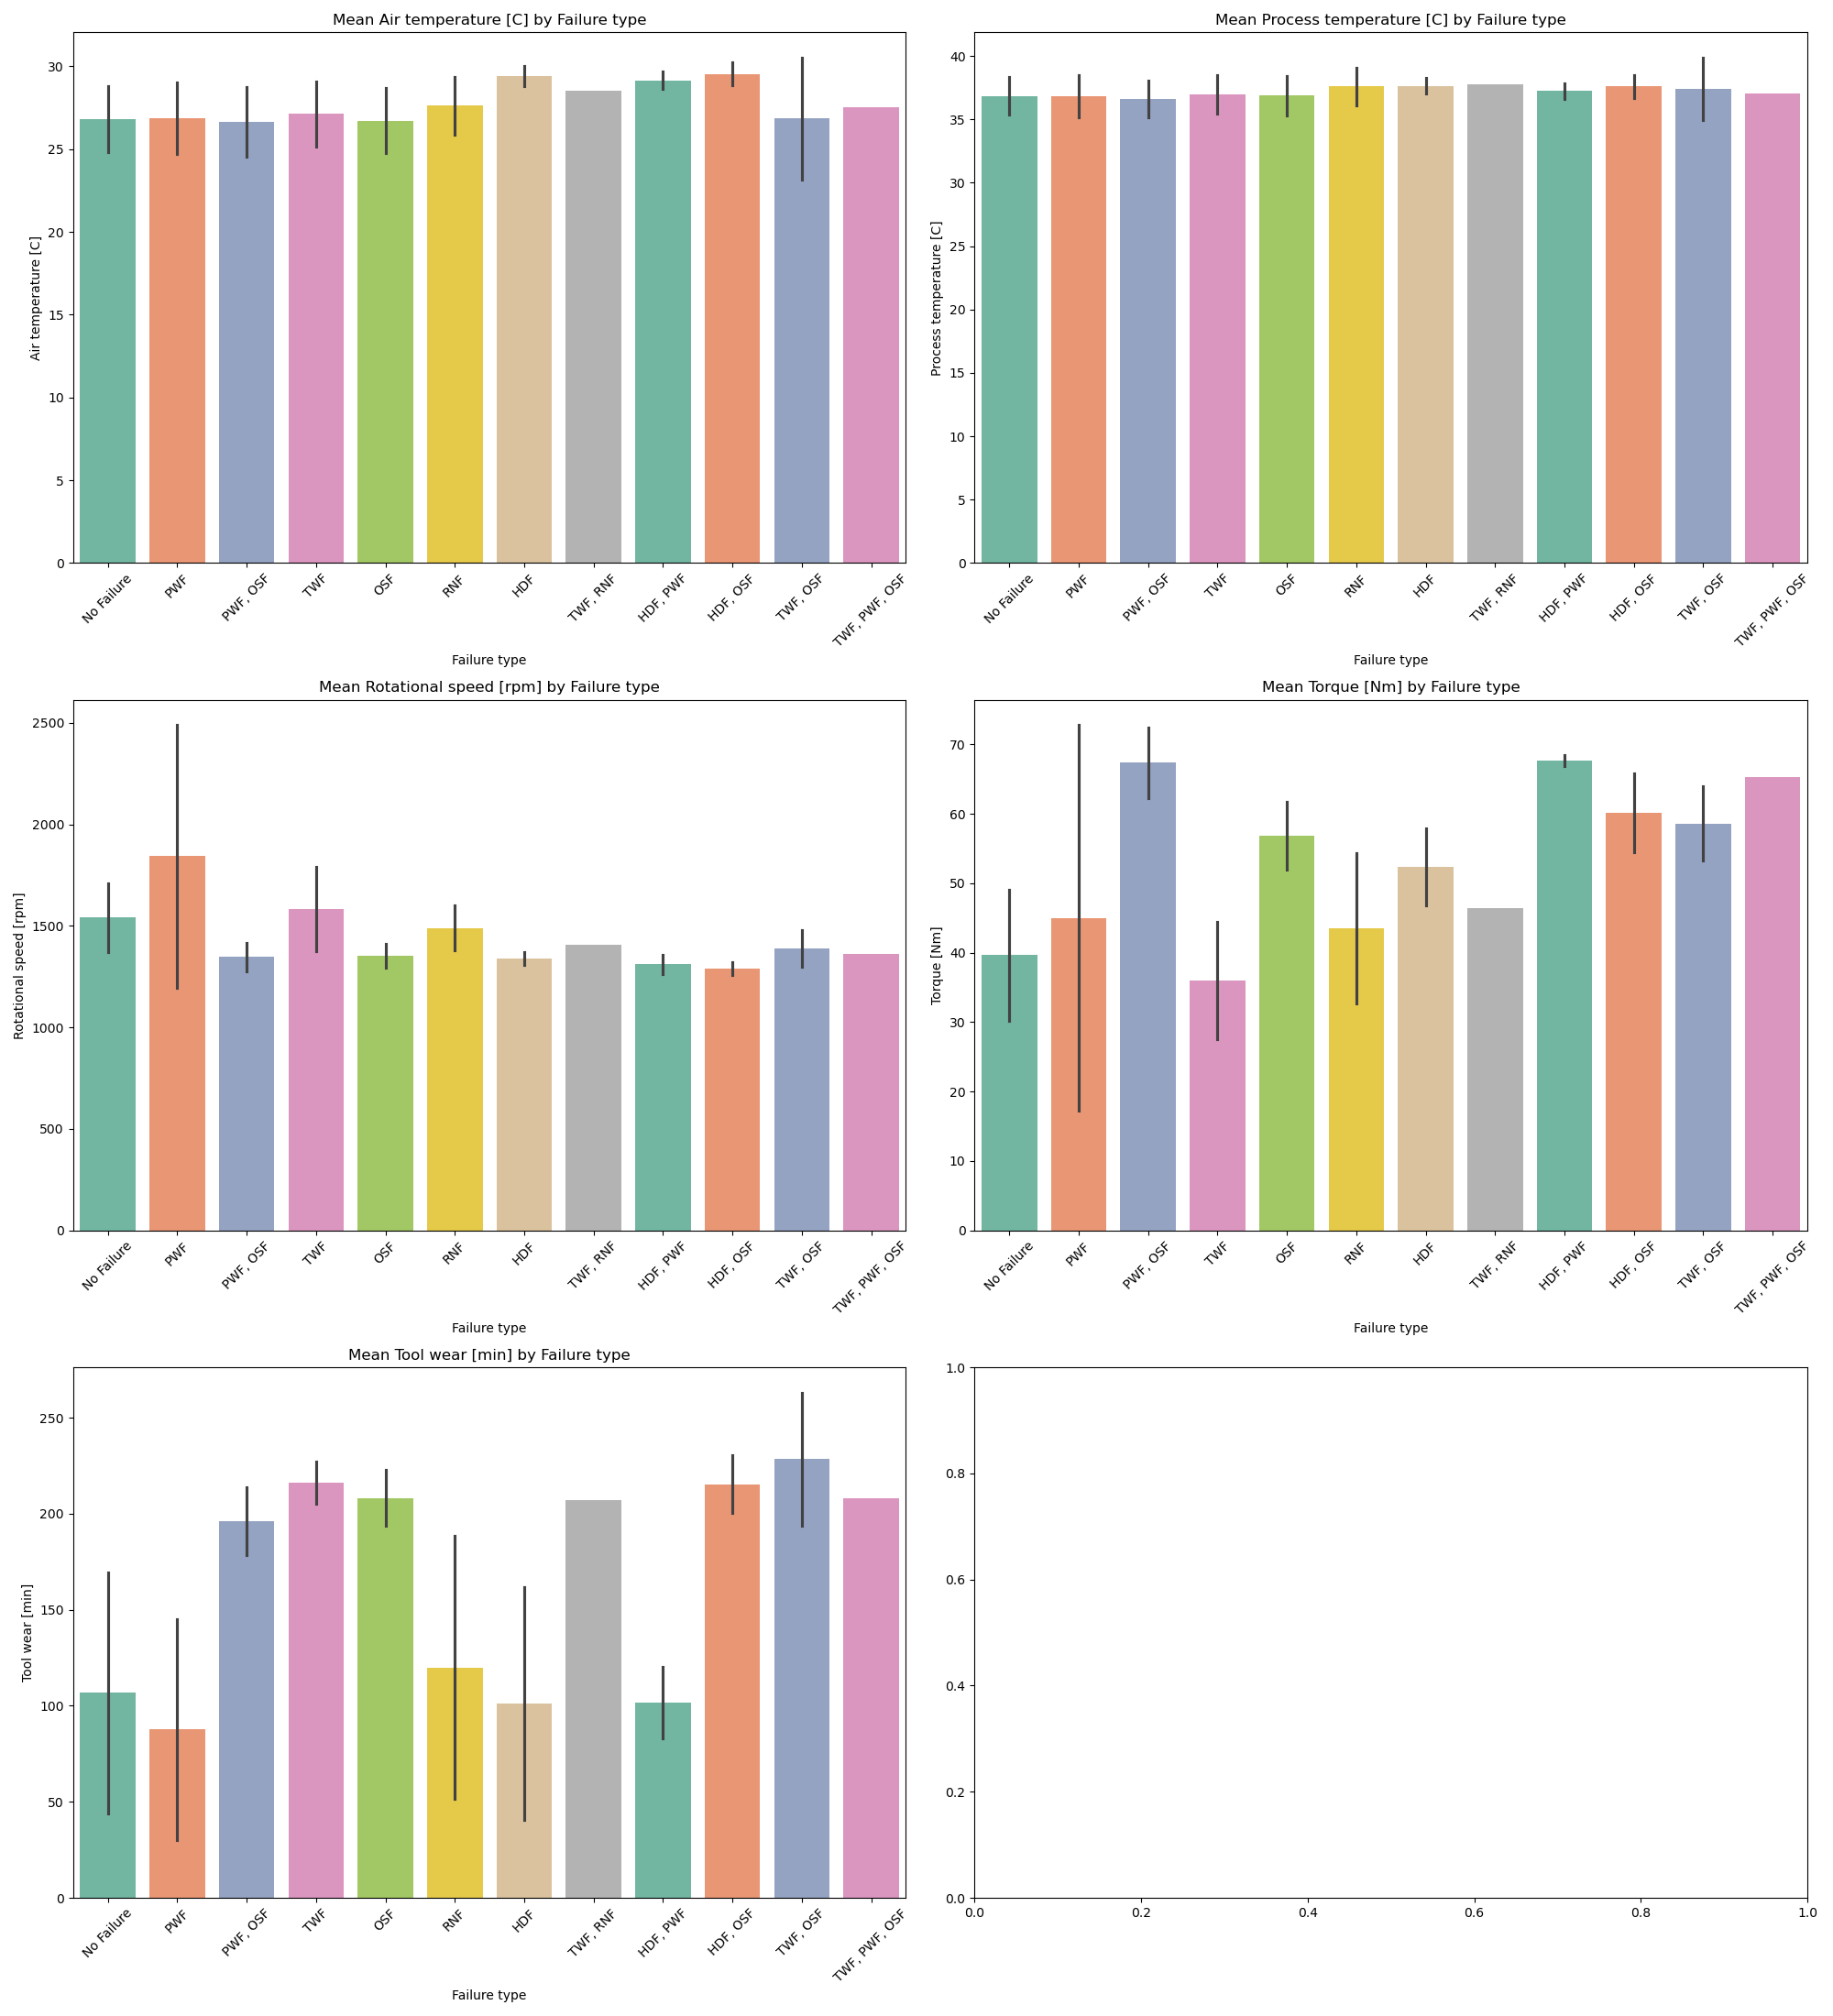 Mean Air temperature [C] by Failure type
Air temperature [C]
30
25
20
15
10
5
0
No Failure
PWF
PWF, OSF
TWF
OSF
RNF
HDF
TWF, RNF
HDF, PWF
HDF, OSF
TWF, OSF
TWF, PWF, OSF
Failure type
Mean Process temperature [C] by Failure type
Process temperature [C]
40
35
30
25
20
15
10
5
0
No Failure
PWF
PWF, OSF
TWF
OSF
RNF
HDF
TWF, RNF
HDF, PWF
HDF, OSF
TWF, OSF
TWF, PWF, OSF
Failure type
Mean Rotational speed [rpm] by Failure type
Rotational speed [rpm]
2500
2000
1500
1000
500
0
No Failure
PWF
PWF, OSF
TWF
OSF
RNF
HDF
TWF, RNF
HDF, PWF
HDF, OSF
TWF, OSF
TWF, PWF, OSF
Failure type
Mean Torque [Nm] by Failure type
Torque [Nm]
70
60
50
40
30
20
10
0
No Failure
PWF
PWF, OSF
TWF
OSF
RNF
HDF
TWF, RNF
HDF, PWF
HDF, OSF
TWF, OSF
TWF, PWF, OSF
Failure type
Mean Tool wear [min] by Failure type
Tool wear [min]
250
200
150
100
50
0
No Failure
PWF
PWF, OSF
TWF
OSF
RNF
HDF
TWF, RNF
HDF, PWF
HDF, OSF
TWF, OSF
TWF, PWF, OSF
Failure type
1.0
0.8
0.6
0.4
0.2
0.0
0.0
0.2
0.4
0.6
0.8
1.0